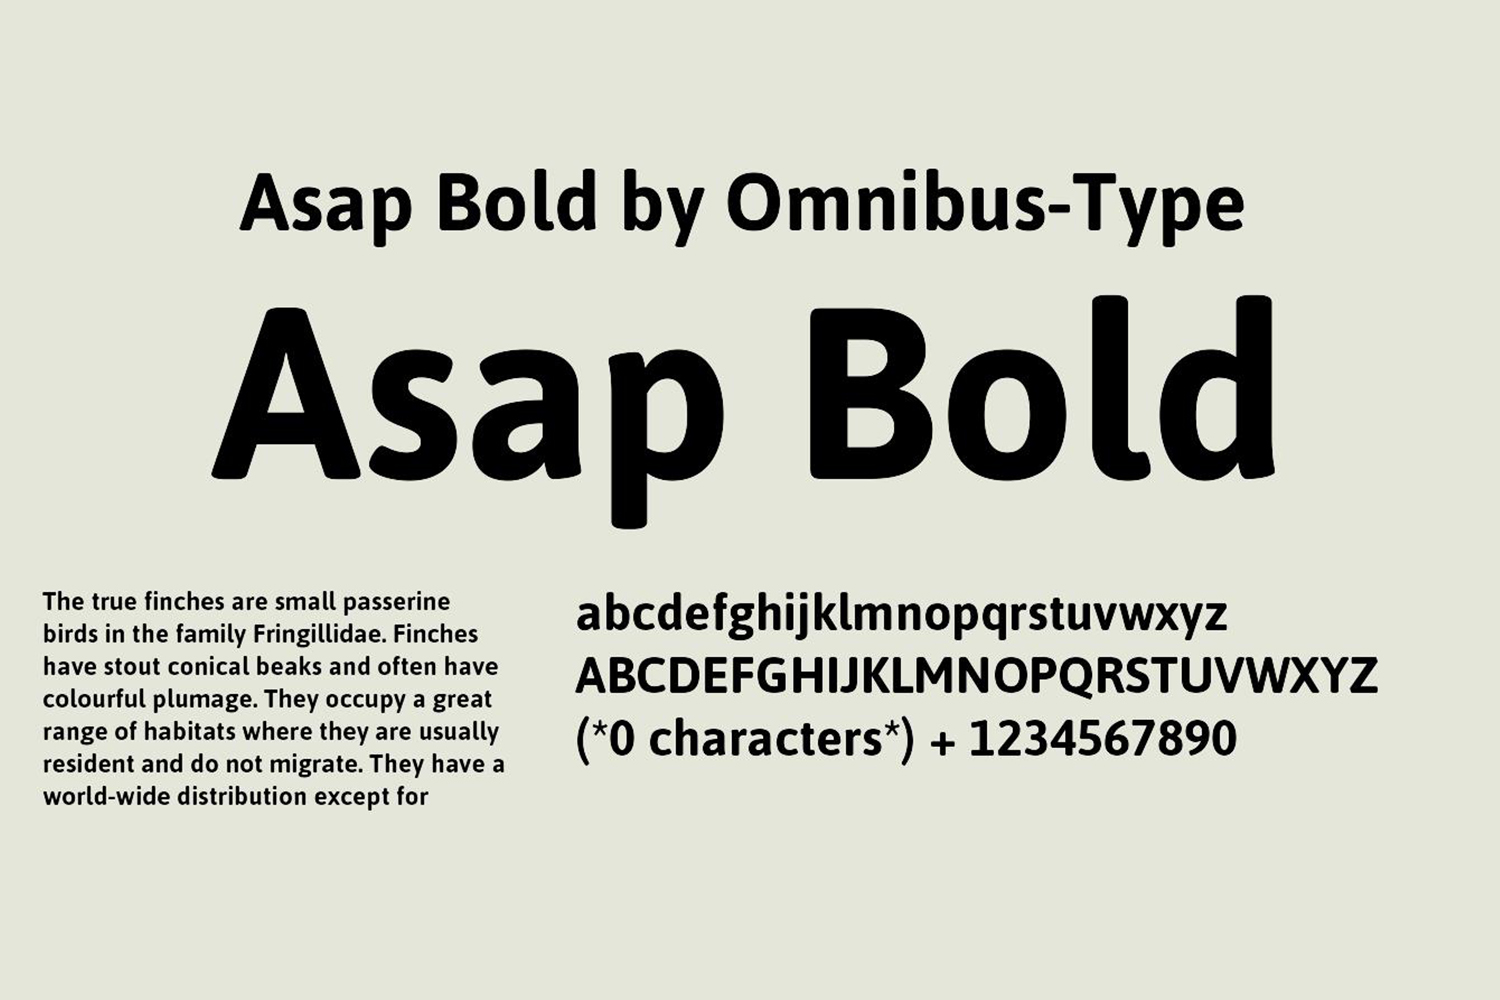 Asap Bold by Omnibus-Type
Asap Bold
The true finches are small passerine
birds in the family Fringillidae. Finches
have stout conical beaks and often have
colourful plumage. They occupy a great
range of habitats where they are usually
resident and do not migrate. They have a
world-wide distribution except for
abcdefghijklmnopqrstuvwxyz
ABCDEFGHIJKLMNOPQRSTUVWXYZ
(*0 characters*) + 1234567890